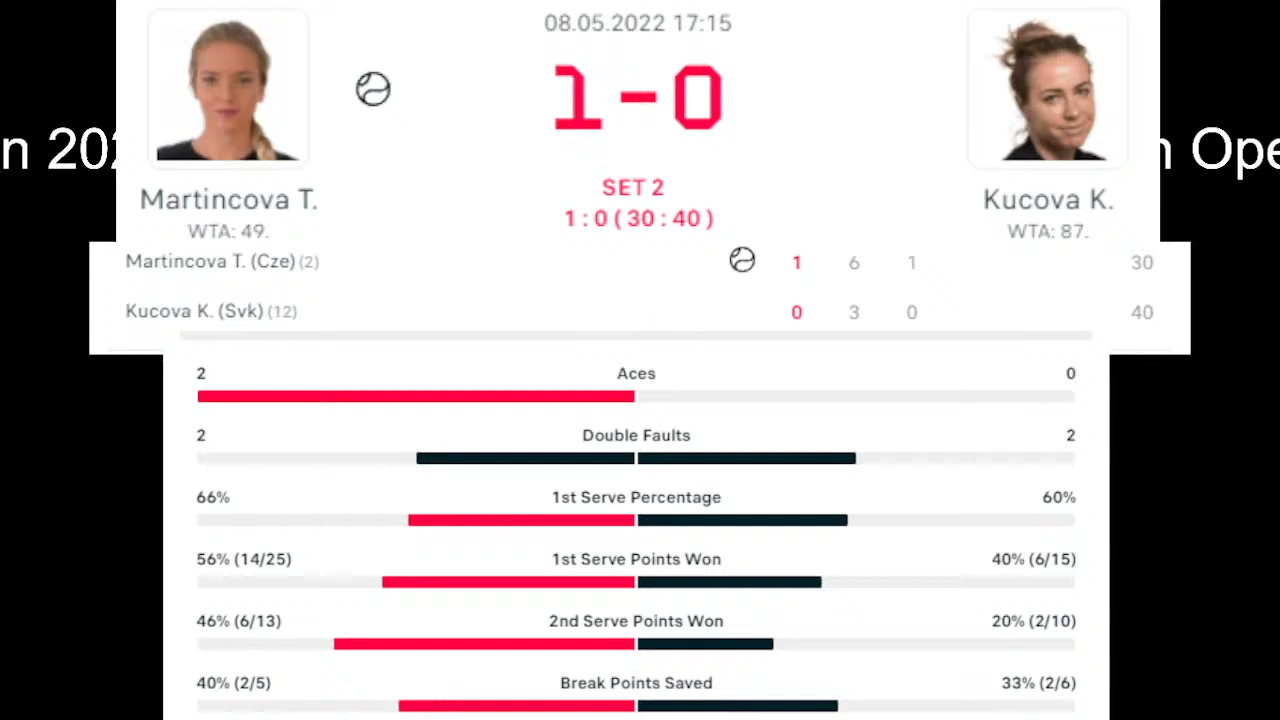 08.05.2022 17:15
1-0
n 202
n Ope
Martincova T.
Kucova K.
SET 2
1 : 0 ( 30 : 40 )
WTA: 49.
WTA: 87.
Martincova T. (Cze) (2) 1 6 1 30
Kucova K. (Svk) (12) 0 3 0 40
2 Aces 0
2 Double Faults 2
66% 1st Serve Percentage 60%
56% (14/25) 1st Serve Points Won 40% (6/15)
46% (6/13) 2nd Serve Points Won 20% (2/10)
40% (2/5) Break Points Saved 33% (2/6)